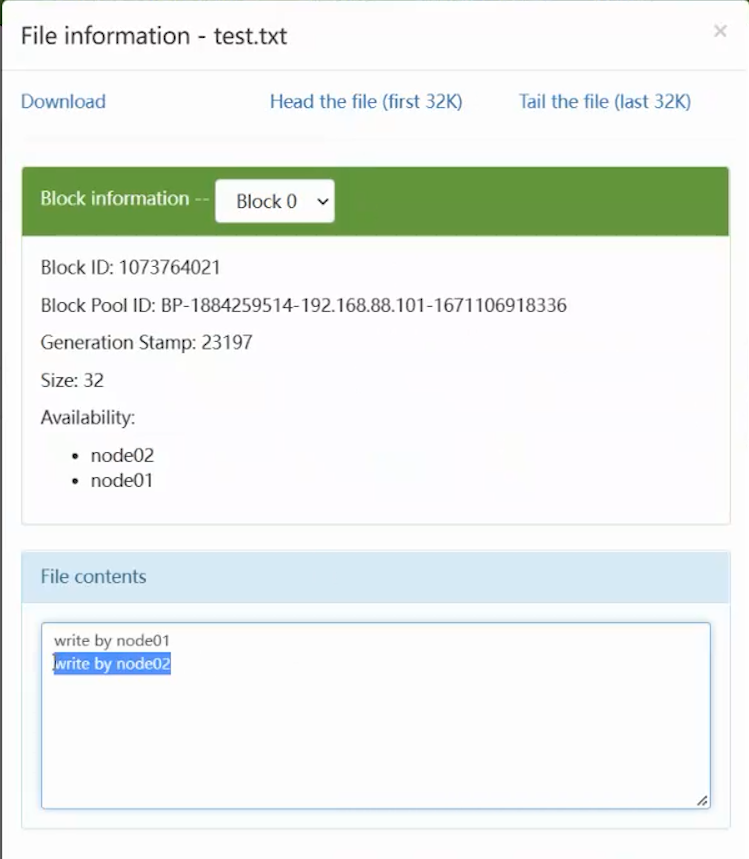 File information - test.txt
×
Download
Head the file (first 32K)
Tail the file (last 32K)
Block information -- Block 0
Block ID: 1073764021
Block Pool ID: BP-1884259514-192.168.88.101-1671106918336
Generation Stamp: 23197
Size: 32
Availability:
• node02
• node01
File contents
write by node01
write by node02